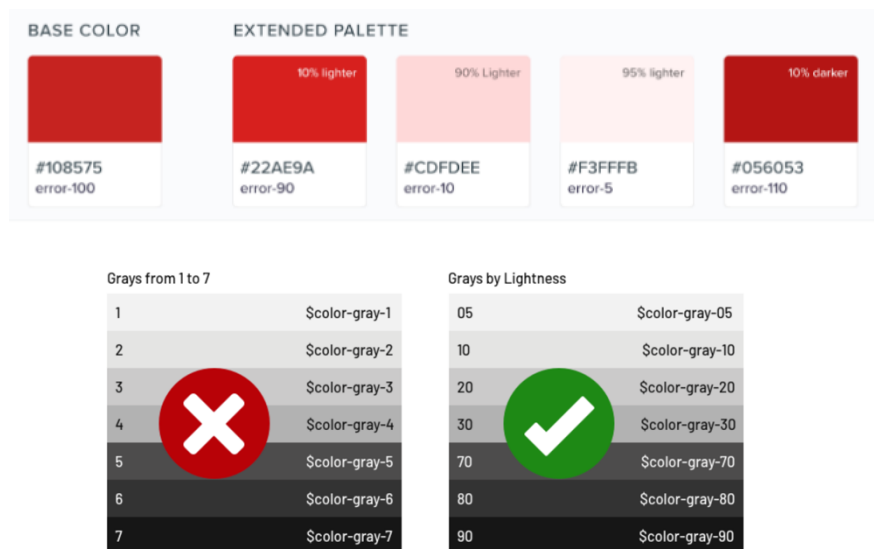 BASE COLOR
EXTENDED PALETTE
10% lighter
90% Lighter
95% lighter
10% darker
#108575
#22AE9A
#CDFDEE
#F3FFFB
#056053
error-100
error-90
error-10
error-5
error-110
Grays from 1 to 7
1 $color-gray-1
2 $color-gray-2
3 $color-gray-3
4 $color-gray-4
5 $color-gray-5
6 $color-gray-6
7 $color-gray-7
Grays by Lightness
05 $color-gray-05
10 $color-gray-10
20 $color-gray-20
30 $color-gray-30
70 $color-gray-70
80 $color-gray-80
90 $color-gray-90